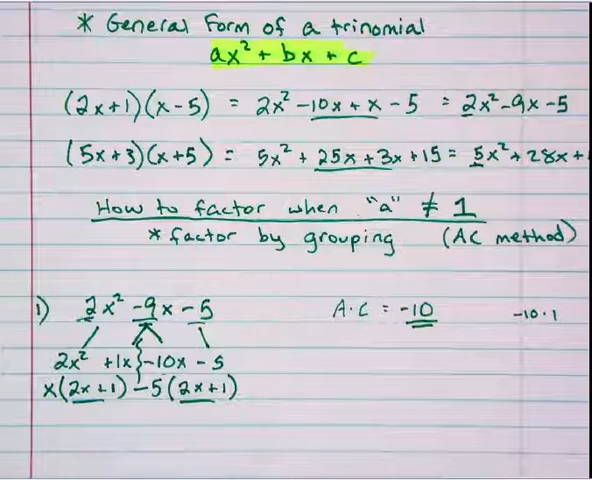 * General Form of a trinomial
ax² + bx + c
(2x+1)(x-5) = 2x² -10x + x - 5 = 2x² - 9x - 5
(5x+3)(x+5) = 5x² + 25x + 3x + 15 = 5x² + 28x +
How to factor when "a" ≠ 1
* factor by grouping (AC method)
1) 2x² - 9x - 5 A·C = -10 -10·1
2x² + 1x } -10x - 5
x(2x+1) - 5(2x+1)